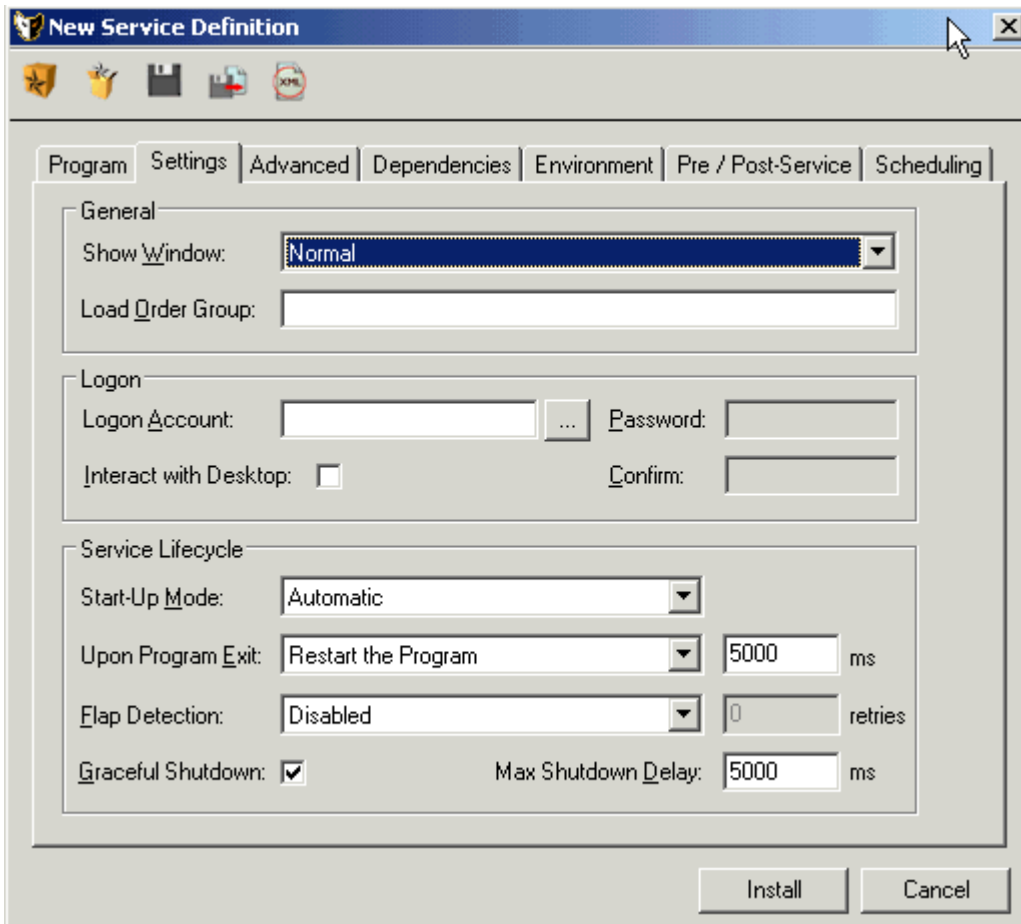 New Service Definition
XML
Program Settings Advanced Dependencies Environment Pre / Post-Service Scheduling
General
Show Window: Normal
Load Order Group:
Logon
Logon Account: ... Password:
Interact with Desktop: Confirm:
Service Lifecycle
Start-Up Mode: Automatic
Upon Program Exit: Restart the Program 5000 ms
Flap Detection: Disabled 0 retries
Graceful Shutdown: Max Shutdown Delay: 5000 ms
Install Cancel